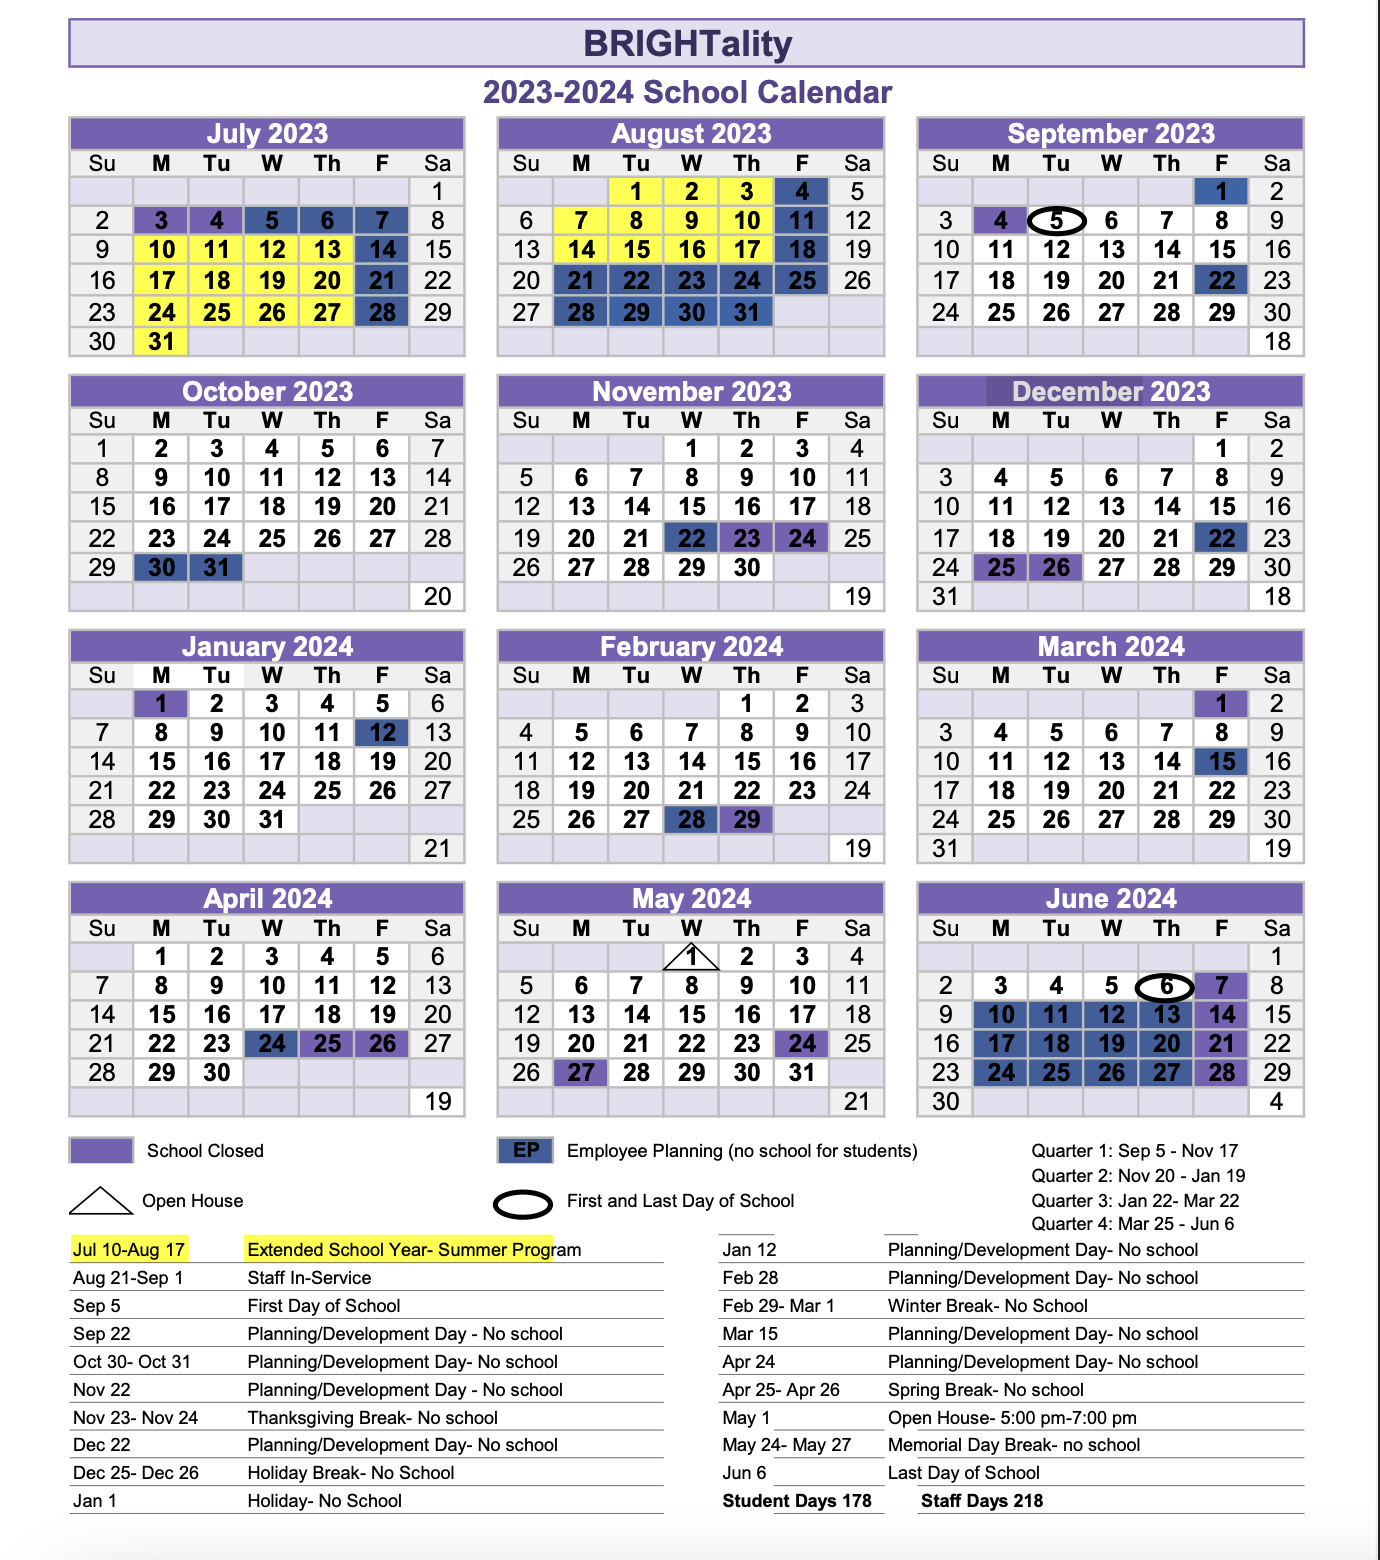 BRIGHTality
2023-2024 School Calendar
July 2023
Su M Tu W Th F Sa
1
2 3 4 5 6 7 8
9 10 11 12 13 14 15
16 17 18 19 20 21 22
23 24 25 26 27 28 29
30 31
August 2023
Su M Tu W Th F Sa
1 2 3 4 5
6 7 8 9 10 11 12
13 14 15 16 17 18 19
20 21 22 23 24 25 26
27 28 29 30 31
September 2023
Su M Tu W Th F Sa
1 2
3 4 5 6 7 8 9
10 11 12 13 14 15 16
17 18 19 20 21 22 23
24 25 26 27 28 29 30
18
October 2023
Su M Tu W Th F Sa
1 2 3 4 5 6 7
8 9 10 11 12 13 14
15 16 17 18 19 20 21
22 23 24 25 26 27 28
29 30 31
20
November 2023
Su M Tu W Th F Sa
1 2 3 4
5 6 7 8 9 10 11
12 13 14 15 16 17 18
19 20 21 22 23 24 25
26 27 28 29 30
19
December 2023
Su M Tu W Th F Sa
1 2
3 4 5 6 7 8 9
10 11 12 13 14 15 16
17 18 19 20 21 22 23
24 25 26 27 28 29 30
31 18
January 2024
Su M Tu W Th F Sa
1 2 3 4 5 6
7 8 9 10 11 12 13
14 15 16 17 18 19 20
21 22 23 24 25 26 27
28 29 30 31
21
February 2024
Su M Tu W Th F Sa
1 2 3
4 5 6 7 8 9 10
11 12 13 14 15 16 17
18 19 20 21 22 23 24
25 26 27 28 29
19
March 2024
Su M Tu W Th F Sa
1 2
3 4 5 6 7 8 9
10 11 12 13 14 15 16
17 18 19 20 21 22 23
24 25 26 27 28 29 30
31 19
April 2024
Su M Tu W Th F Sa
1 2 3 4 5 6
7 8 9 10 11 12 13
14 15 16 17 18 19 20
21 22 23 24 25 26 27
28 29 30
19
May 2024
Su M Tu W Th F Sa
1 2 3 4
5 6 7 8 9 10 11
12 13 14 15 16 17 18
19 20 21 22 23 24 25
26 27 28 29 30 31
21
June 2024
Su M Tu W Th F Sa
1
2 3 4 5 6 7 8
9 10 11 12 13 14 15
16 17 18 19 20 21 22
23 24 25 26 27 28 29
30 4
School Closed
EP Employee Planning (no school for students)
Open House
First and Last Day of School
Quarter 1: Sep 5 - Nov 17
Quarter 2: Nov 20 - Jan 19
Quarter 3: Jan 22- Mar 22
Quarter 4: Mar 25 - Jun 6
Jul 10-Aug 17 Extended School Year- Summer Program
Aug 21-Sep 1 Staff In-Service
Sep 5 First Day of School
Sep 22 Planning/Development Day - No school
Oct 30- Oct 31 Planning/Development Day- No school
Nov 22 Planning/Development Day - No school
Nov 23- Nov 24 Thanksgiving Break- No school
Dec 22 Planning/Development Day- No school
Dec 25- Dec 26 Holiday Break- No School
Jan 1 Holiday- No School
Jan 12 Planning/Development Day- No school
Feb 28 Planning/Development Day- No school
Feb 29- Mar 1 Winter Break- No School
Mar 15 Planning/Development Day- No school
Apr 24 Planning/Development Day- No school
Apr 25- Apr 26 Spring Break- No school
May 1 Open House- 5:00 pm-7:00 pm
May 24- May 27 Memorial Day Break- no school
Jun 6 Last Day of School
Student Days 178 Staff Days 218